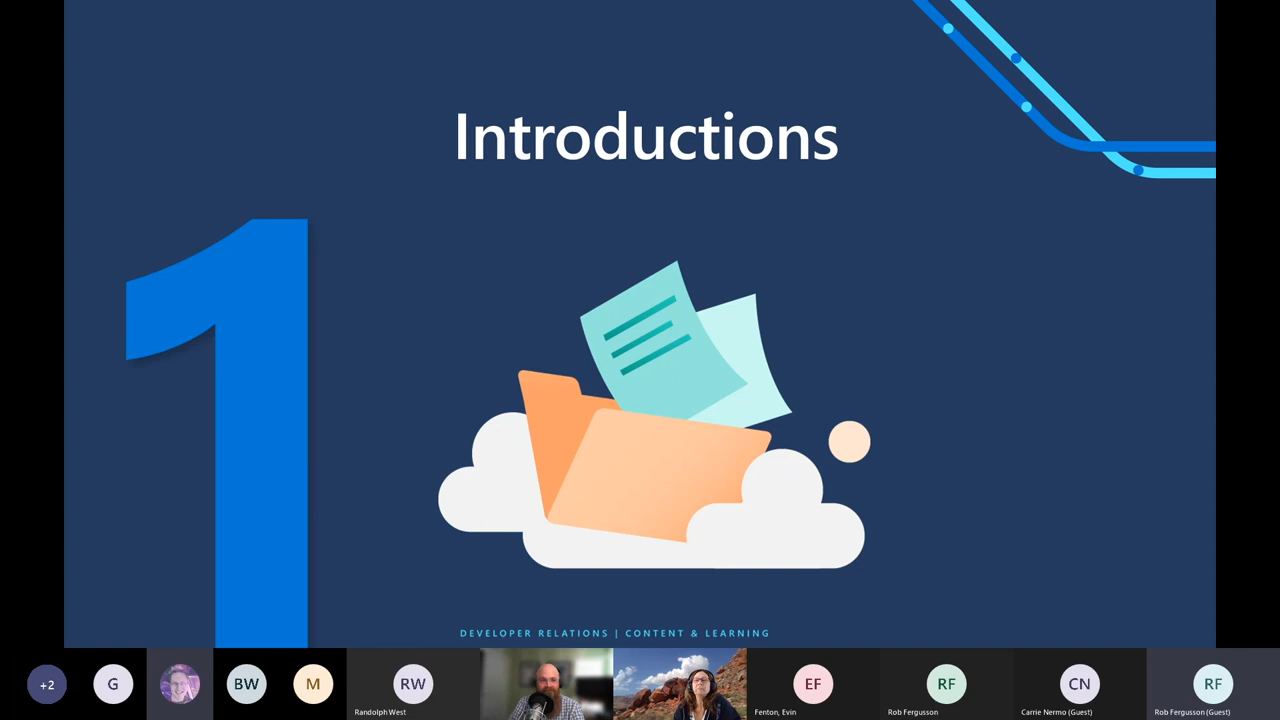 Introductions
1
DEVELOPER RELATIONS | CONTENT & LEARNING
+2
G
BW
M
RW
Randolph West
EF
Fenton, Evin
RF
Rob Fergusson
CN
Carrie Nermo (Guest)
RF
Rob Fergusson (Guest)